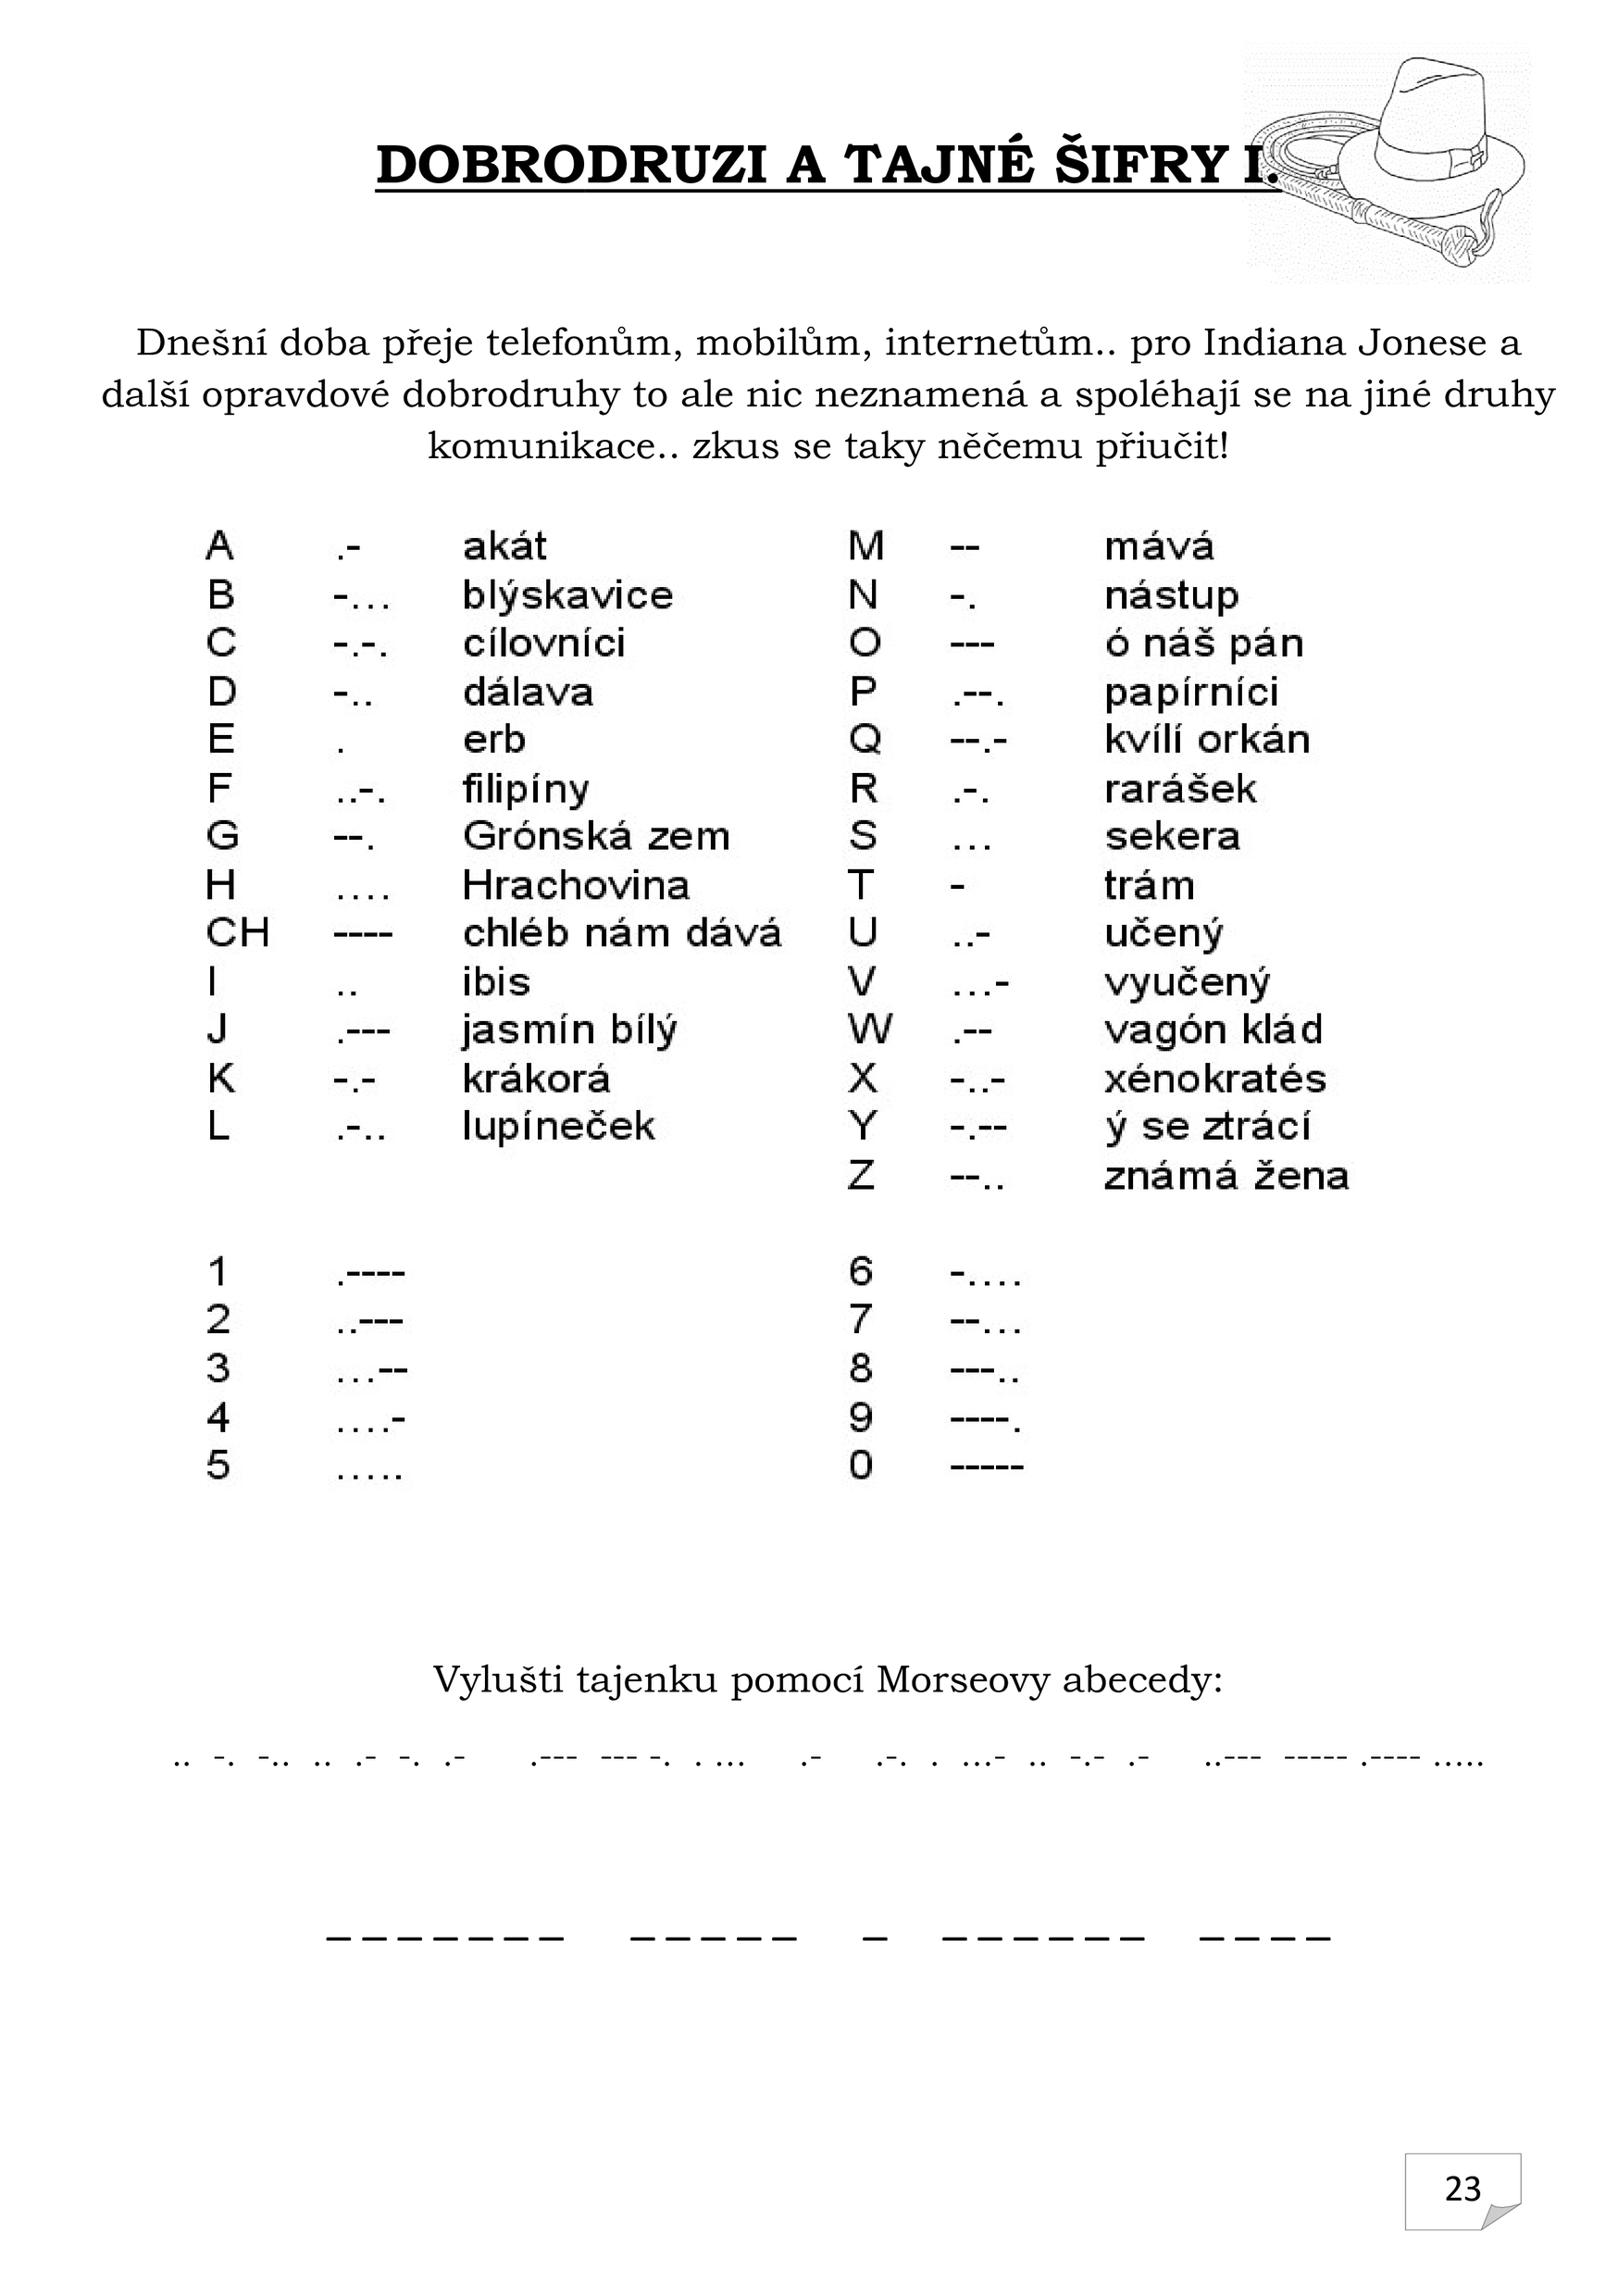 DOBRODRUZI A TAJNÉ ŠIFRY I.
Dnešní doba přeje telefonům, mobilům, internetům.. pro Indiana Jonese a
další opravdové dobrodruhy to ale nic neznamená a spoléhají se na jiné druhy
komunikace.. zkus se taky něčemu přiučit!
A .- akát M -- mává
B -... blýskavice N -. nástup
C -.-. cílovníci O --- ó náš pán
D -.. dálava P .--. papírníci
E . erb Q --.- kvílí orkán
F ..-. filipíny R .-. rarášek
G --. Grónská zem S ... sekera
H .... Hrachovina T - trám
CH ---- chléb nám dává U ..- učený
I .. ibis V ...- vyučený
J .--- jasmín bílý W .-- vagón klád
K -.- krákorá X -..- xénokratés
L .-.. lupíneček Y -.-- ý se ztrácí
Z --.. známá žena
1 .---- 6 -....
2 ..--- 7 --...
3 ...-- 8 ---..
4 ....- 9 ----.
5 ..... 0 -----
Vylušti tajenku pomocí Morseovy abecedy:
.. -. -.. .. .- -. .- .--- --- -. . ... .- .-. . ...- .. -.- .- ..--- ----- .---- .....
_ _ _ _ _ _ _ _ _ _ _ _ _ _ _ _ _ _ _ _ _ _ _
23